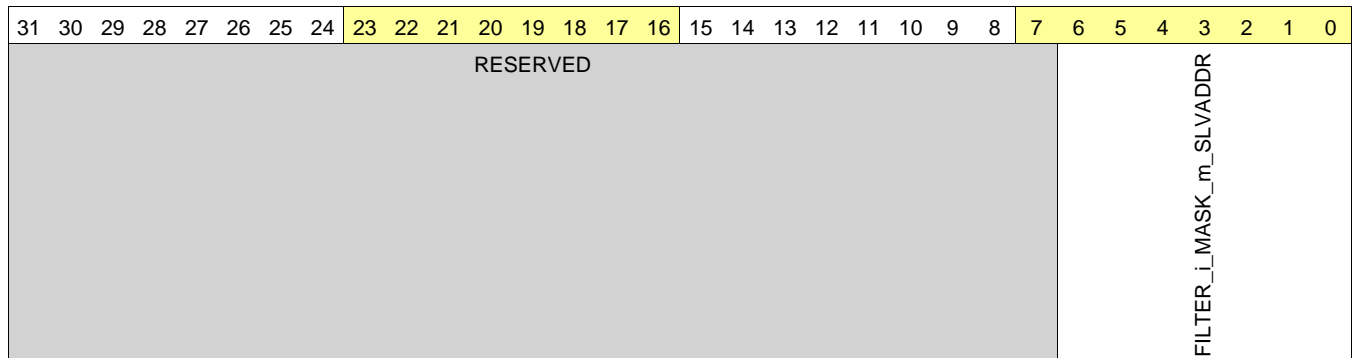 31 30 29 28 27 26 25 24 23 22 21 20 19 18 17 16 15 14 13 12 11 10 9 8 7 6 5 4 3 2 1 0
RESERVED
FILTER_i_MASK_m_SLVADDR